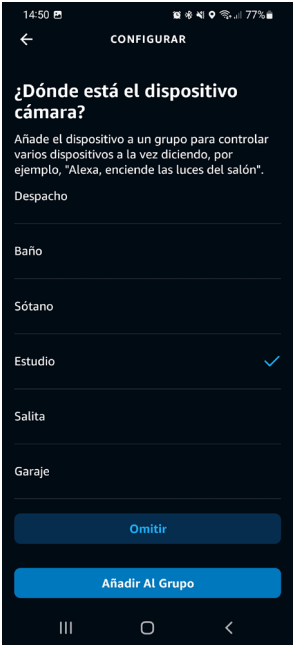 14:50 77%
CONFIGURAR
¿Dónde está el dispositivo
cámara?
Añade el dispositivo a un grupo para controlar
varios dispositivos a la vez diciendo, por
ejemplo, "Alexa, enciende las luces del salón".
Despacho
Baño
Sótano
Estudio
Salita
Garaje
Omitir
Añadir Al Grupo